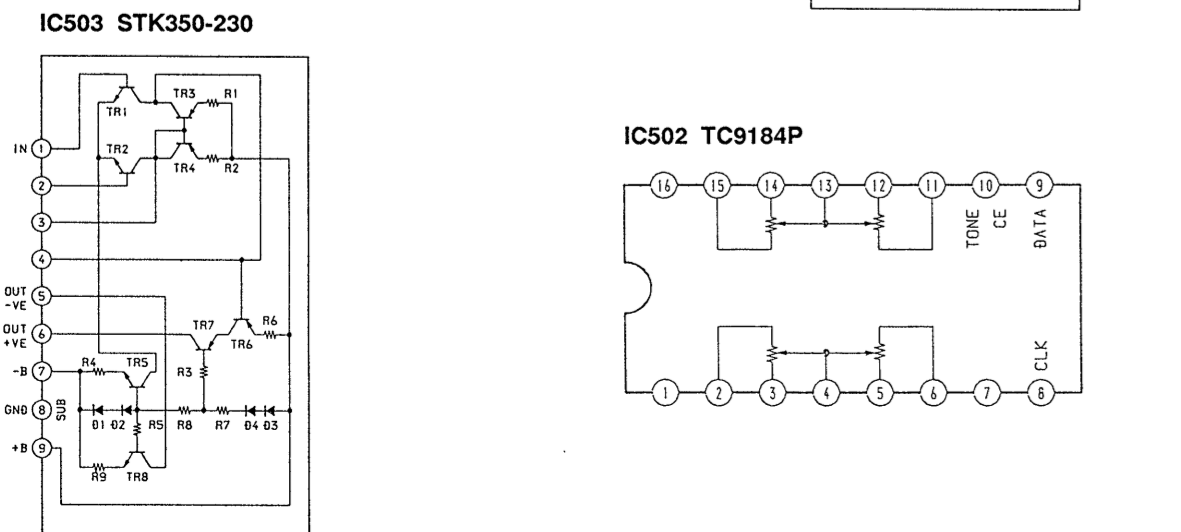 IC503 STK350-230
TR3 R1
TR1
IN 1
TR2
TR4 R2
2
3
4
OUT
-VE
5
OUT
+VE
6
TR7 R6
TR6
-B 7
R4 TR5
R3
GND 8
SUB
D1 D2 R5 R8 R7 D4 D3
+B 9
R9 TR8
IC502 TC9184P
16 15 14 13 12 11 10 9
TONE
CE
DATA
CLK
1 2 3 4 5 6 7 8